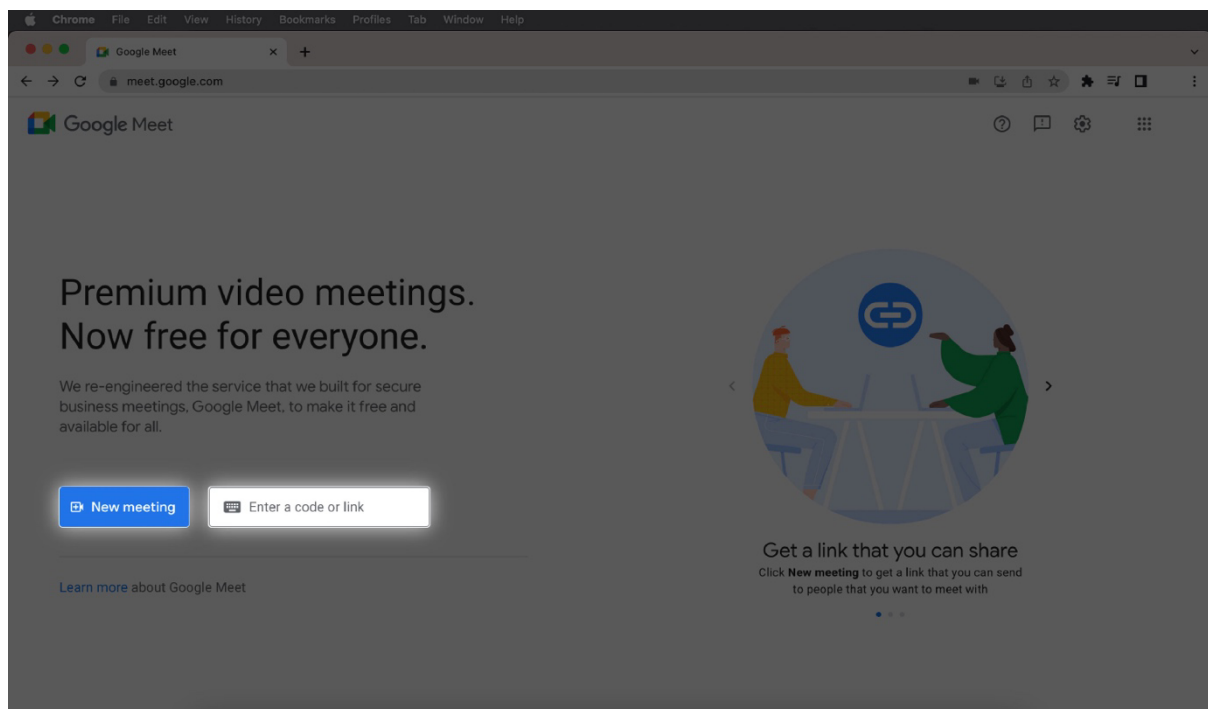 Chrome File Edit View History Bookmarks Profiles Tab Window Help
Google Meet
meet.google.com
Google Meet
Premium video meetings.
Now free for everyone.
We re-engineered the service that we built for secure
business meetings, Google Meet, to make it free and
available for all.
New meeting
Enter a code or link
Learn more about Google Meet
Get a link that you can share
Click New meeting to get a link that you can send
to people that you want to meet with